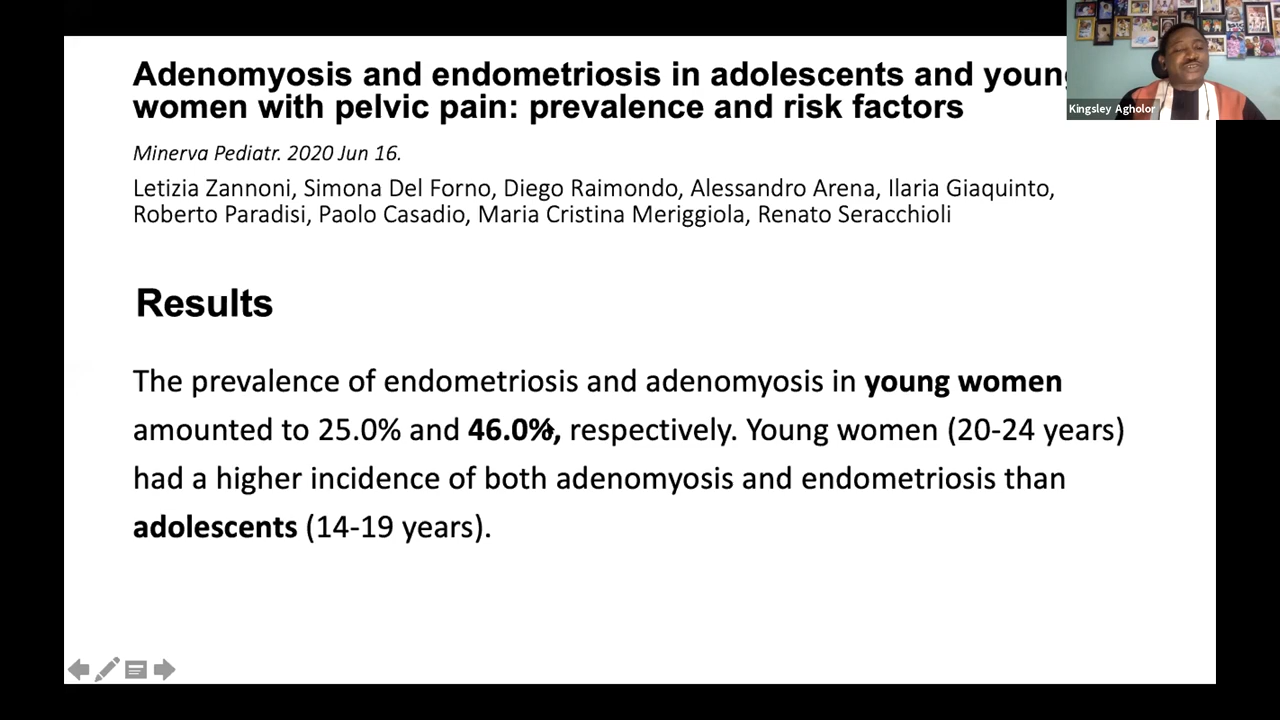 Adenomyosis and endometriosis in adolescents and
women with pelvic pain: prevalence and risk factors
Kingsley Agholor
Minerva Pediatr. 2020 Jun 16.
Letizia Zannoni, Simona Del Forno, Diego Raimondo, Alessandro Arena, Ilaria Giaquinto,
Roberto Paradisi, Paolo Casadio, Maria Cristina Meriggiola, Renato Seracchioli
Results
The prevalence of endometriosis and adenomyosis in young women
amounted to 25.0% and 46.0%, respectively. Young women (20-24 years)
had a higher incidence of both adenomyosis and endometriosis than
adolescents (14-19 years).